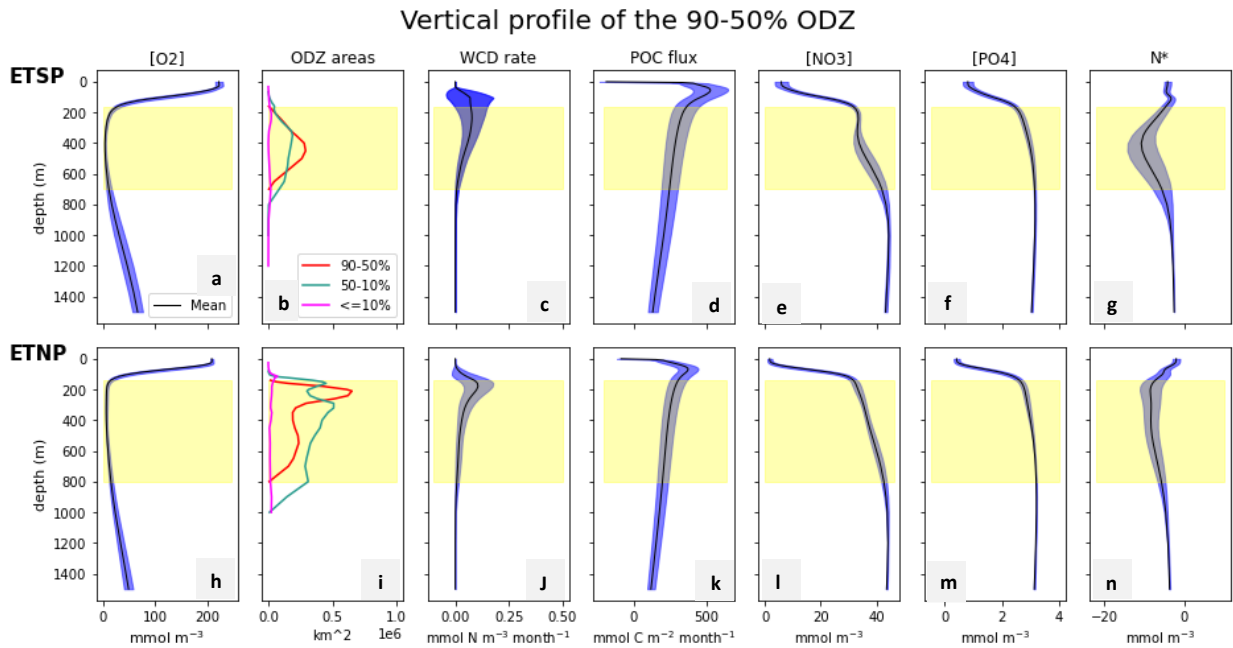 Vertical profile of the 90-50% ODZ
[O2] ODZ areas WCD rate POC flux [NO3] [PO4] N*
ETSP
0
200
400
600
800
1000
1200
1400
depth (m)
Mean
90-50%
50-10%
<=10%
a b c d e f g
ETNP
0
200
400
600
800
1000
1200
1400
depth (m)
h i J k l m n
0 100 200 0.0 0.5 1.0 0.00 0.25 0.50 0 500 0 20 40 0 2 4 −20 0
1e6
mmol m⁻³ km^2 mmol N m⁻³ month⁻¹ mmol C m⁻² month⁻¹ mmol m⁻³ mmol m⁻³ mmol m⁻³